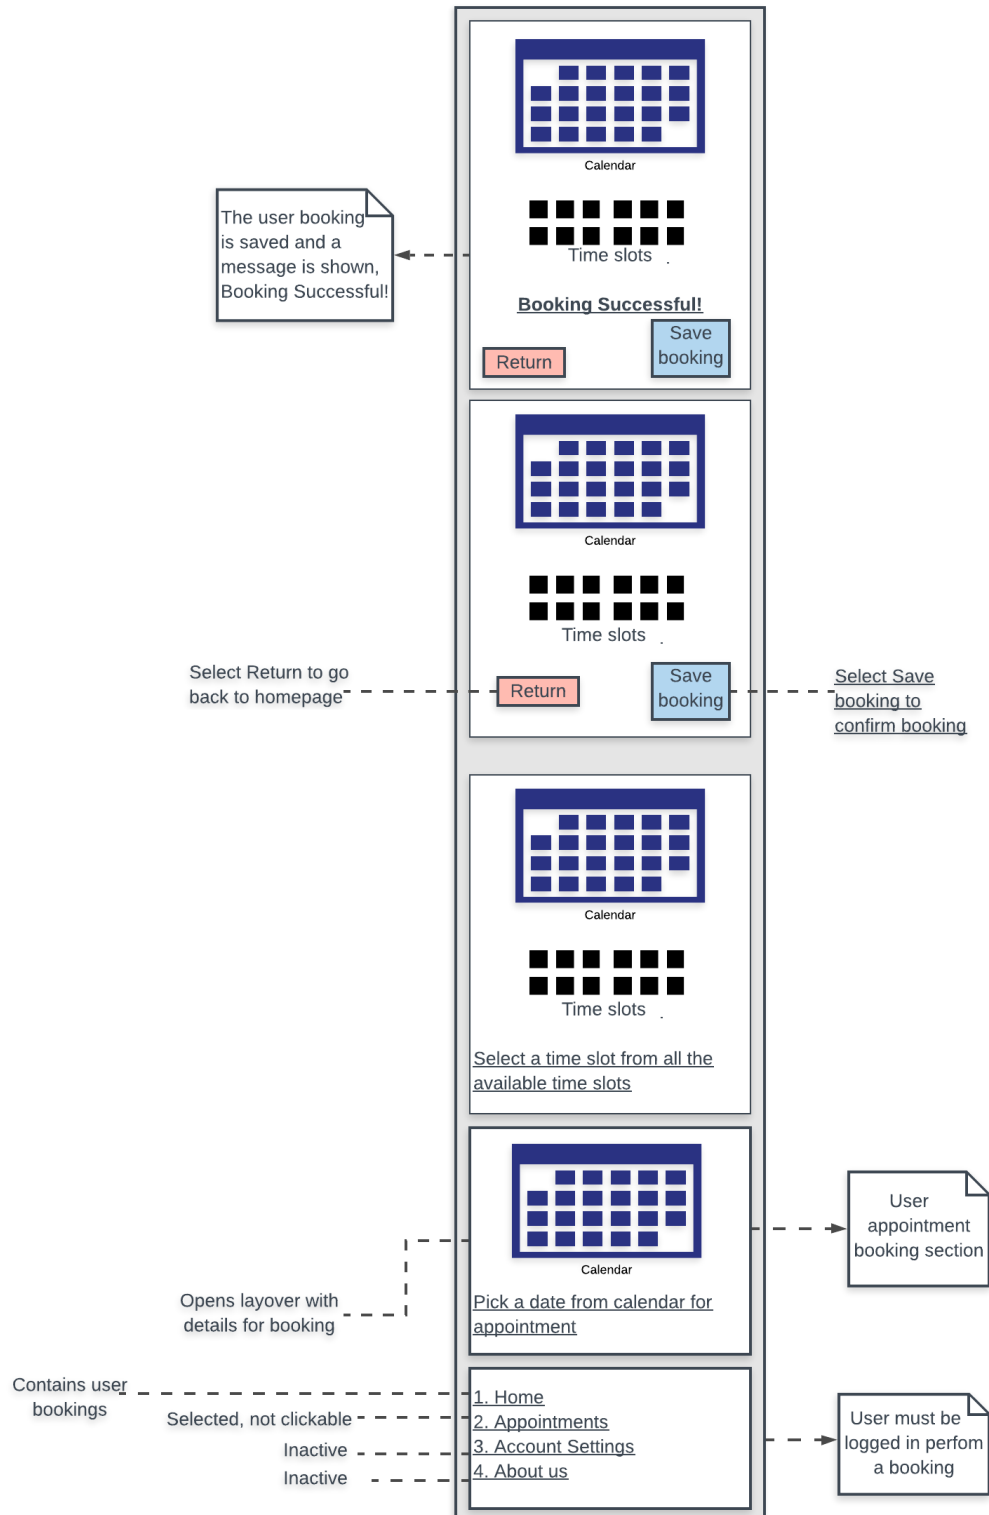 Calendar
The user booking
is saved and a
message is shown,
Booking Successful!
Time slots
Booking Successful!
Return
Save
booking
Calendar
Time slots
Select Return to go
back to homepage
Return
Save
booking
Select Save
booking to
confirm booking
Calendar
Time slots
Select a time slot from all the
available time slots
User
appointment
booking section
Calendar
Opens layover with
details for booking
Pick a date from calendar for
appointment
Contains user
bookings
Selected, not clickable
Inactive
Inactive
1. Home
2. Appointments
3. Account Settings
4. About us
User must be
logged in perfom
a booking